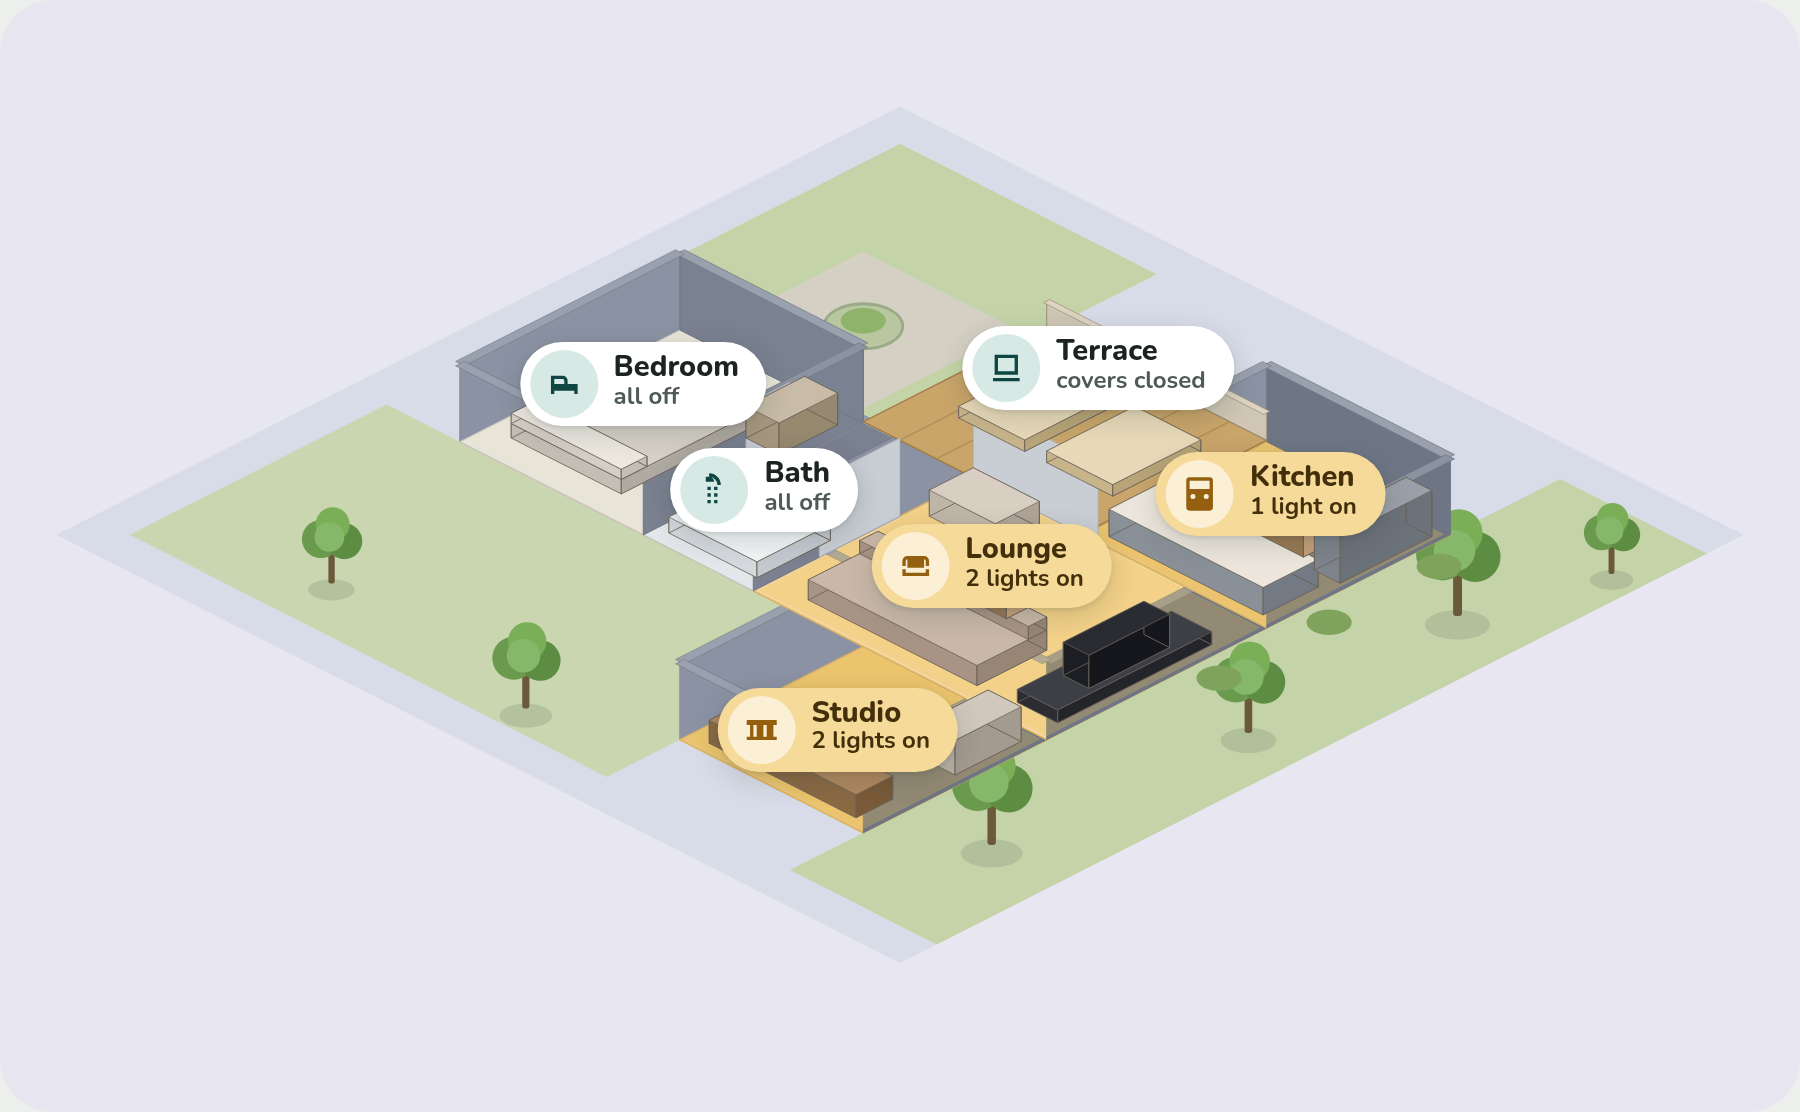 Terrace
covers closed
Bedroom
all off
Bath
all off
Kitchen
1 light on
Lounge
2 lights on
Studio
2 lights on